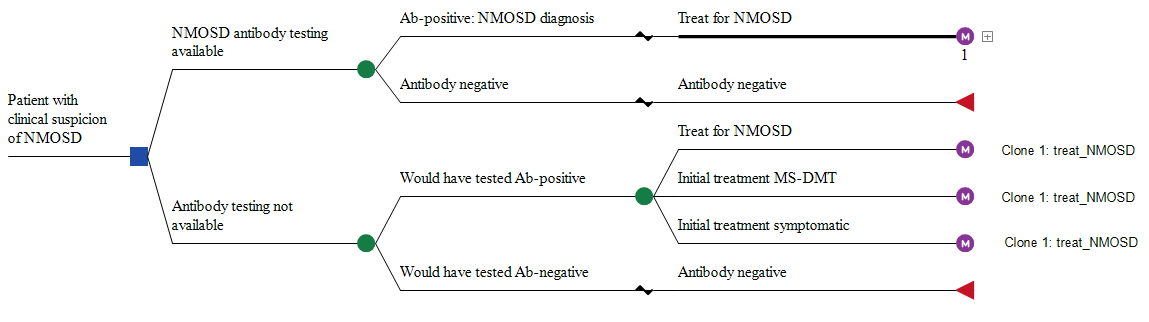 Patient with
clinical suspicion
of NMOSD
NMOSD antibody testing
available
Ab-positive: NMOSD diagnosis
Treat for NMOSD
M
1
Antibody negative
Antibody negative
Antibody testing not
available
Would have tested Ab-positive
Treat for NMOSD
M
Clone 1: treat_NMOSD
Initial treatment MS-DMT
M
Clone 1: treat_NMOSD
Initial treatment symptomatic
M
Clone 1: treat_NMOSD
Would have tested Ab-negative
Antibody negative